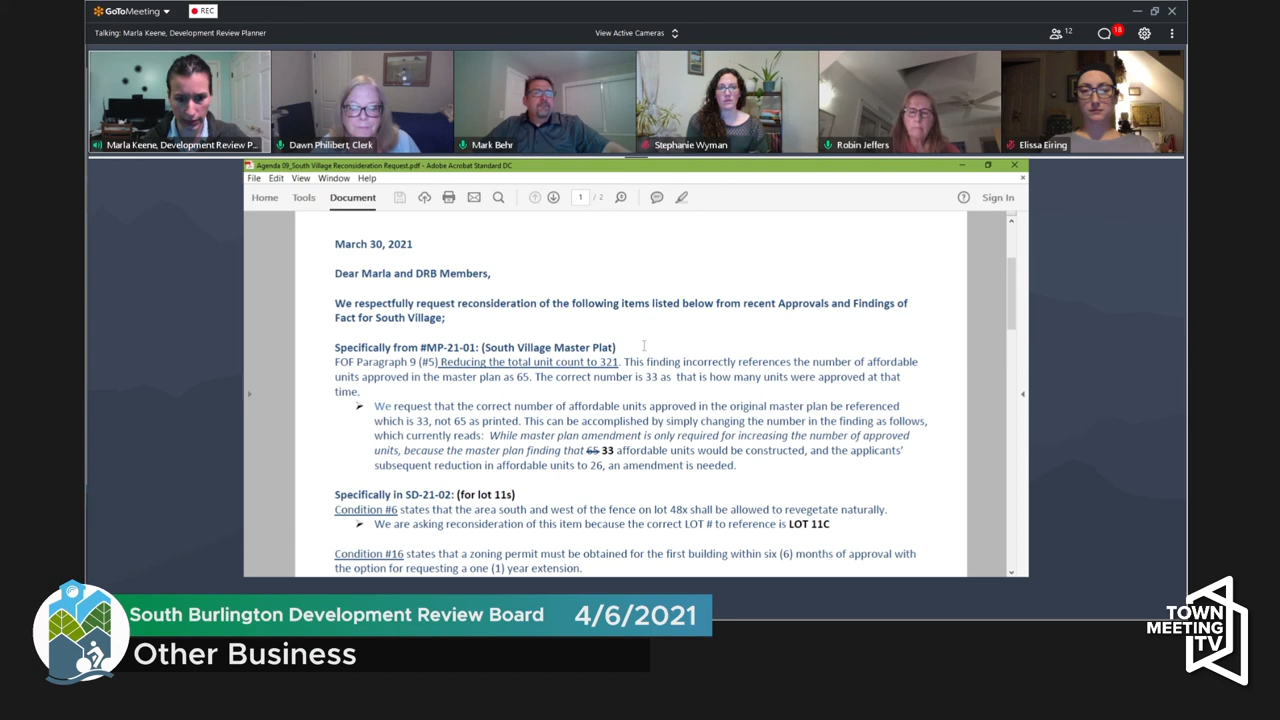 GoToMeeting
REC
Talking: Marla Keene, Development Review Planner
View Active Cameras
12
18
Marla Keene, Development Review P...
Dawn Philibert, Clerk
Mark Behr
Stephanie Wyman
Robin Jeffers
Elissa Eiring
Agenda 09_South Village Reconsideration Request.pdf - Adobe Acrobat Standard DC
File Edit View Window Help
Home Tools Document
1 / 2
Sign In
March 30, 2021
Dear Marla and DRB Members,
We respectfully request reconsideration of the following items listed below from recent Approvals and Findings of
Fact for South Village;
Specifically from #MP-21-01: (South Village Master Plat)
FOF Paragraph 9 (#5) Reducing the total unit count to 321. This finding incorrectly references the number of affordable
units approved in the master plan as 65. The correct number is 33 as that is how many units were approved at that
time.
➢ We request that the correct number of affordable units approved in the original master plan be referenced
which is 33, not 65 as printed. This can be accomplished by simply changing the number in the finding as follows,
which currently reads: While master plan amendment is only required for increasing the number of approved
units, because the master plan finding that 65 33 affordable units would be constructed, and the applicants'
subsequent reduction in affordable units to 26, an amendment is needed.
Specifically in SD-21-02: (for lot 11s)
Condition #6 states that the area south and west of the fence on lot 48x shall be allowed to revegetate naturally.
➢ We are asking reconsideration of this item because the correct LOT # to reference is LOT 11C
Condition #16 states that a zoning permit must be obtained for the first building within six (6) months of approval with
the option for requesting a one (1) year extension.
South Burlington Development Review Board 4/6/2021
Other Business
TOWN
MEETING
TV